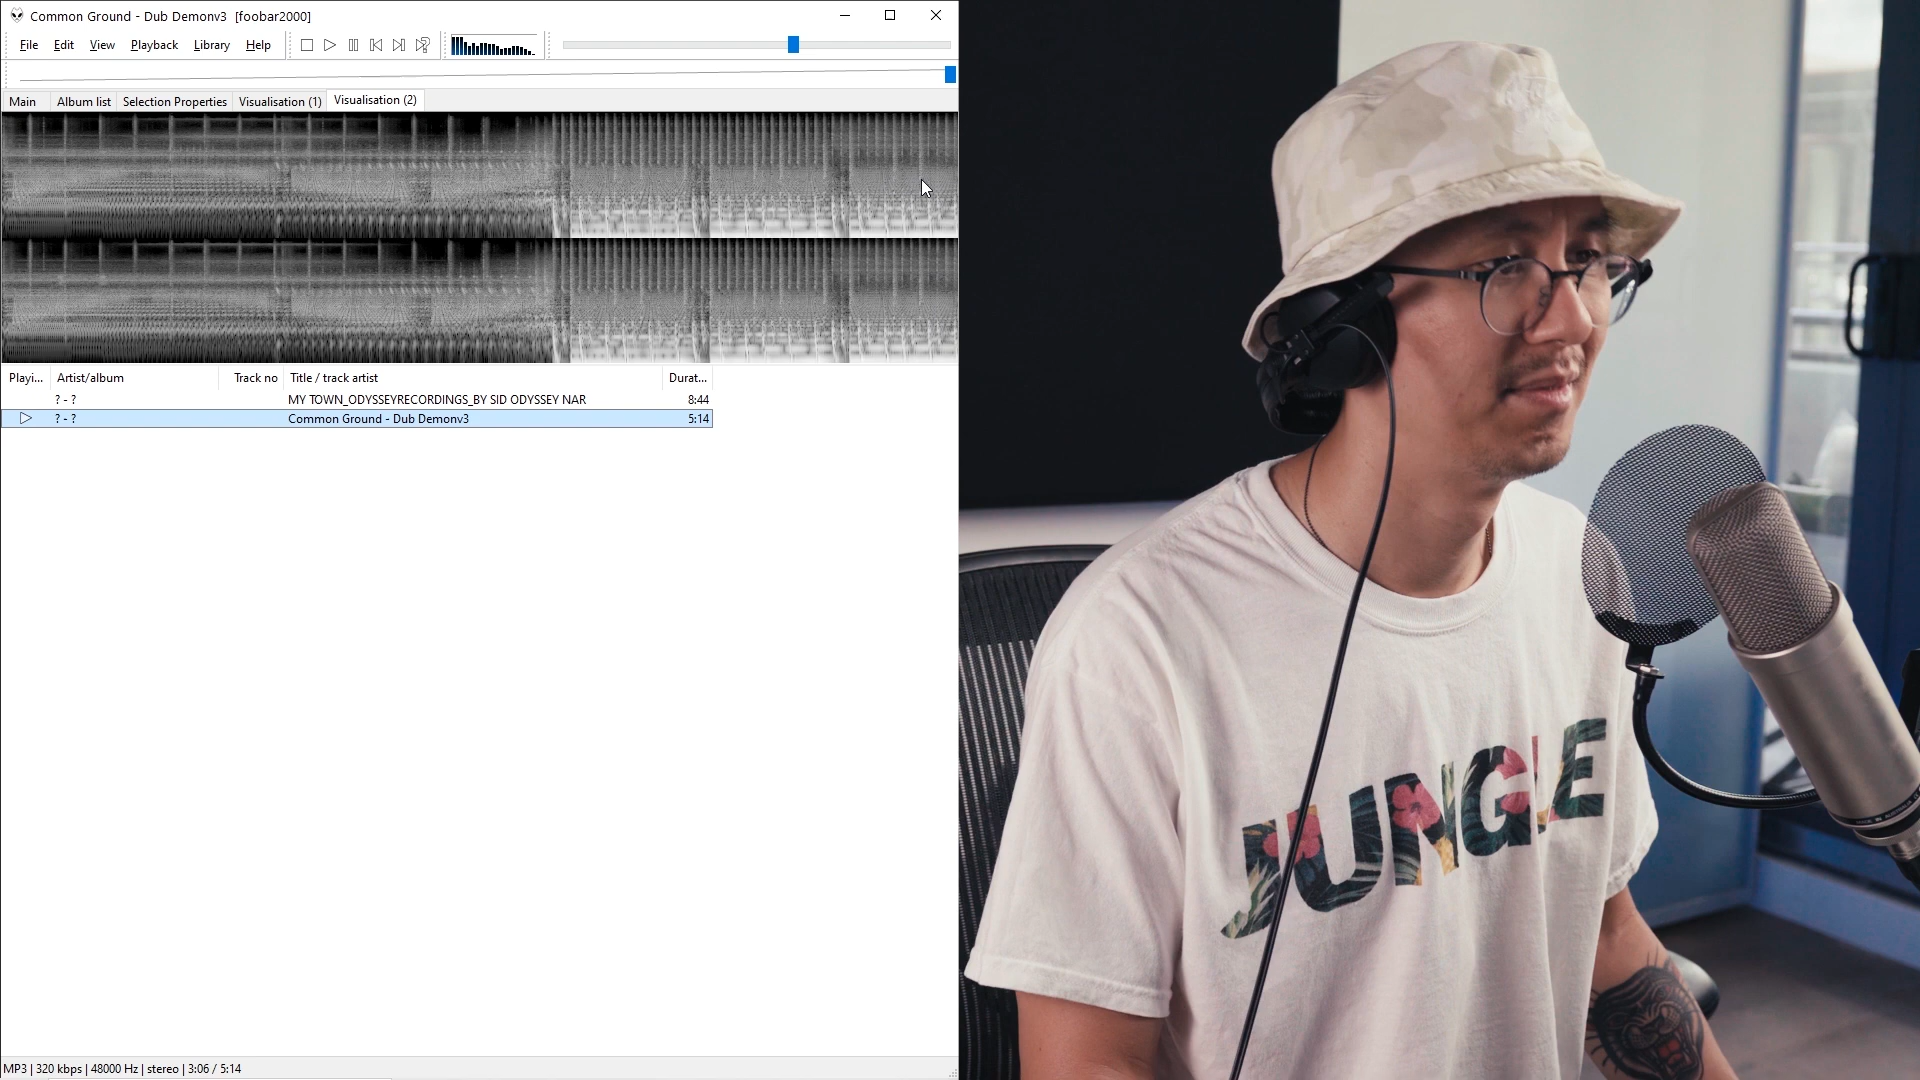 Common Ground - Dub Demonv3 [foobar2000]
File Edit View Playback Library Help
Main Album list Selection Properties Visualisation (1) Visualisation (2)
Playi... Artist/album Track no Title / track artist Durat...
? - ? MY TOWN_ODYSSEYRECORDINGS_BY SID ODYSSEY NAR 8:44
? - ? Common Ground - Dub Demonv3 5:14
MP3 | 320 kbps | 48000 Hz | stereo | 3:06 / 5:14
JUNGLE